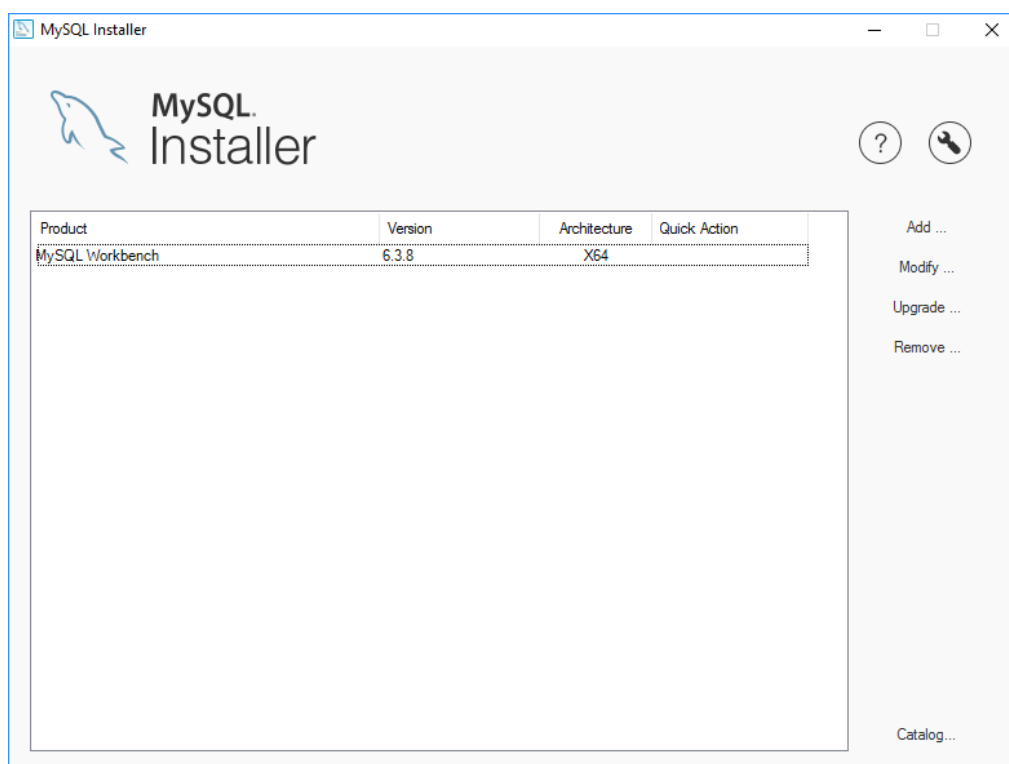 MySQL Installer
MySQL.
Installer
?
Product Version Architecture Quick Action
MySQL Workbench 6.3.8 X64
Add ...
Modify ...
Upgrade ...
Remove ...
Catalog...